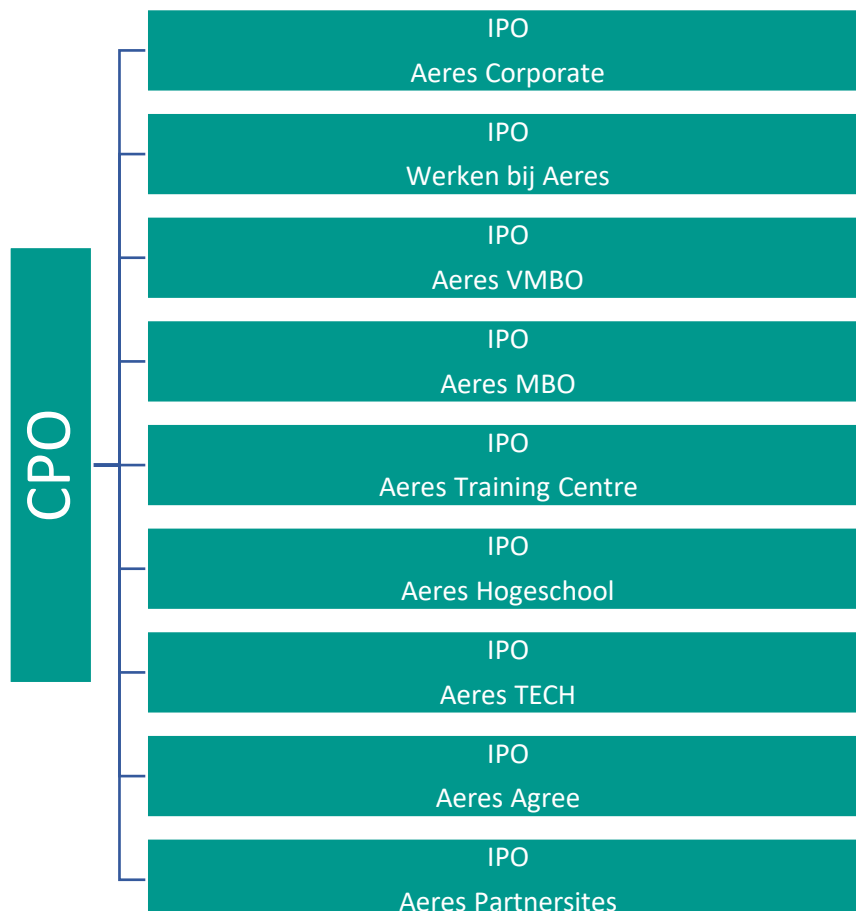 CPO
IPO
Aeres Corporate
IPO
Werken bij Aeres
IPO
Aeres VMBO
IPO
Aeres MBO
IPO
Aeres Training Centre
IPO
Aeres Hogeschool
IPO
Aeres TECH
IPO
Aeres Agree
IPO
Aeres Partnersites